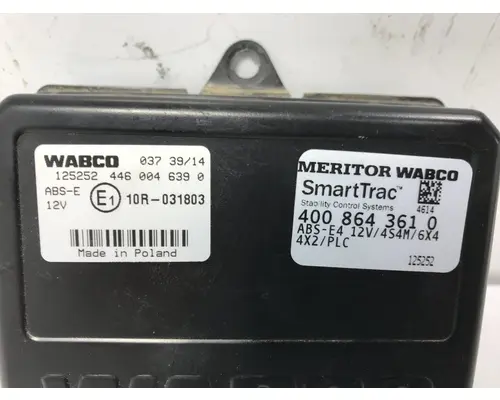 WABCO 037 39/14
125252 446 004 639 0
ABS-E
12V
E1
10R-031803
Made in Poland
MERITOR WABCO
SmartTrac™
Stability Control Systems 4614
400 864 361 0
ABS-E4 12V/4S4M/6X4
4X2/PLC
125252